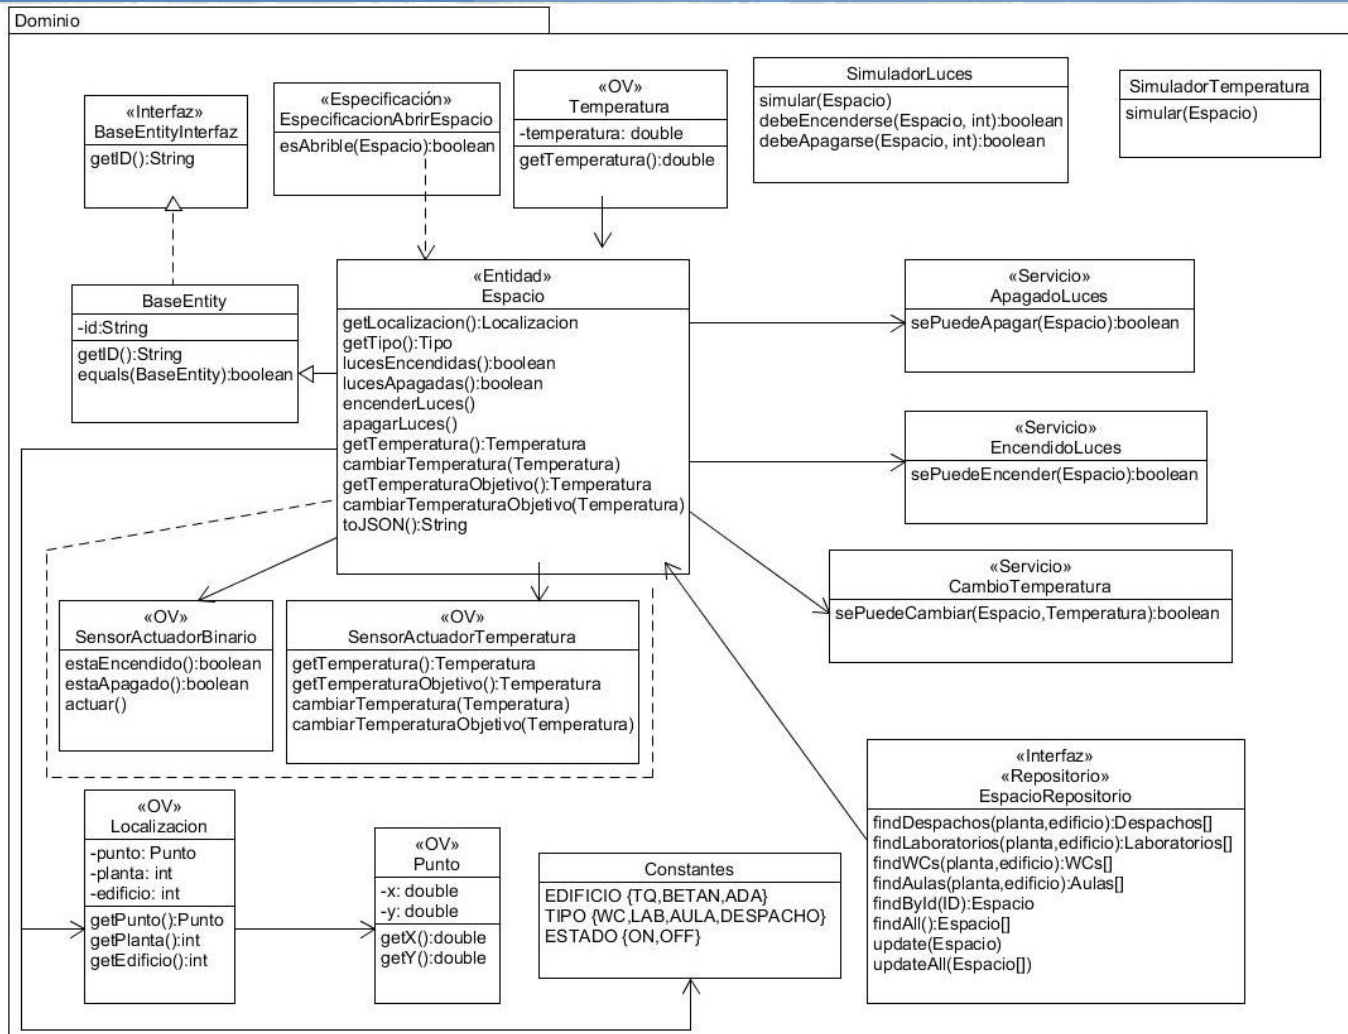 Dominio
«Interfaz»
BaseEntityInterfaz
getID():String
«Especificación»
EspecificacionAbrirEspacio
esAbrible(Espacio):boolean
«OV»
Temperatura
-temperatura: double
getTemperatura():double
SimuladorLuces
simular(Espacio)
debeEncenderse(Espacio, int):boolean
debeApagarse(Espacio, int):boolean
SimuladorTemperatura
simular(Espacio)
BaseEntity
-id:String
getID():String
equals(BaseEntity):boolean
«Entidad»
Espacio
getLocalizacion():Localizacion
getTipo():Tipo
lucesEncendidas():boolean
lucesApagadas():boolean
encenderLuces()
apagarLuces()
getTemperatura():Temperatura
cambiarTemperatura(Temperatura)
getTemperaturaObjetivo():Temperatura
cambiarTemperaturaObjetivo(Temperatura)
toJSON():String
«Servicio»
ApagadoLuces
sePuedeApagar(Espacio):boolean
«Servicio»
EncendidoLuces
sePuedeEncender(Espacio):boolean
«Servicio»
CambioTemperatura
sePuedeCambiar(Espacio,Temperatura):boolean
«OV»
SensorActuadorBinario
estaEncendido():boolean
estaApagado():boolean
actuar()
«OV»
SensorActuadorTemperatura
getTemperatura():Temperatura
getTemperaturaObjetivo():Temperatura
cambiarTemperatura(Temperatura)
cambiarTemperaturaObjetivo(Temperatura)
«OV»
Localizacion
-punto: Punto
-planta: int
-edificio: int
getPunto():Punto
getPlanta():int
getEdificio():int
«OV»
Punto
-x: double
-y: double
getX():double
getY():double
Constantes
EDIFICIO {TQ,BETAN,ADA}
TIPO {WC,LAB,AULA,DESPACHO}
ESTADO {ON,OFF}
«Interfaz»
«Repositorio»
EspacioRepositorio
findDespachos(planta,edificio):Despachos[]
findLaboratorios(planta,edificio):Laboratorios[]
findWCs(planta,edificio):WCs[]
findAulas(planta,edificio):Aulas[]
findById(ID):Espacio
findAll():Espacio[]
update(Espacio)
updateAll(Espacio[])